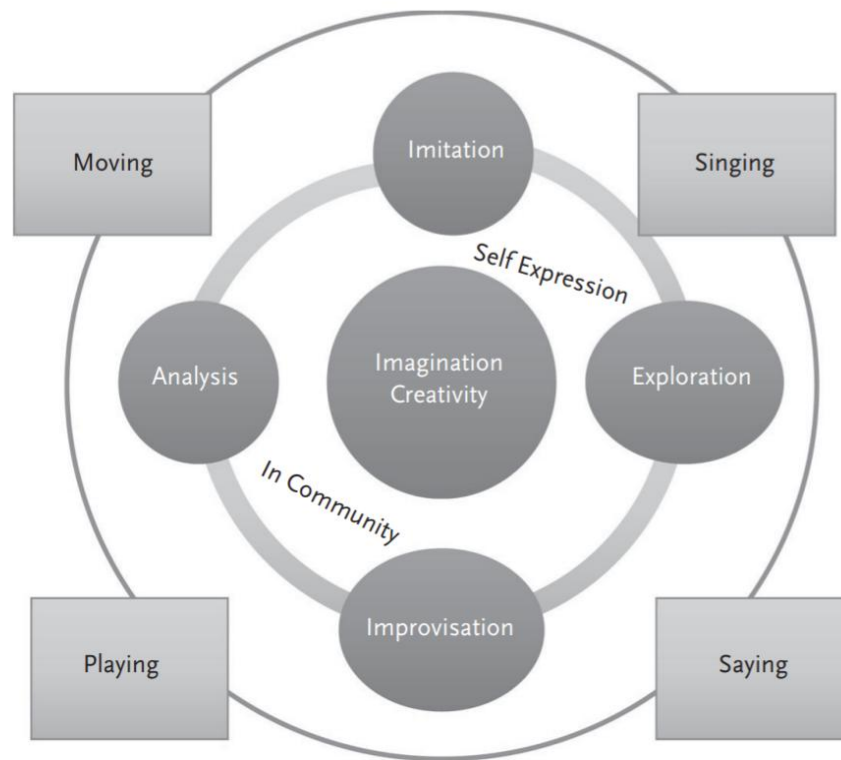 Imitation
Moving
Singing
Self Expression
Analysis
Imagination
Creativity
Exploration
In Community
Improvisation
Playing
Saying